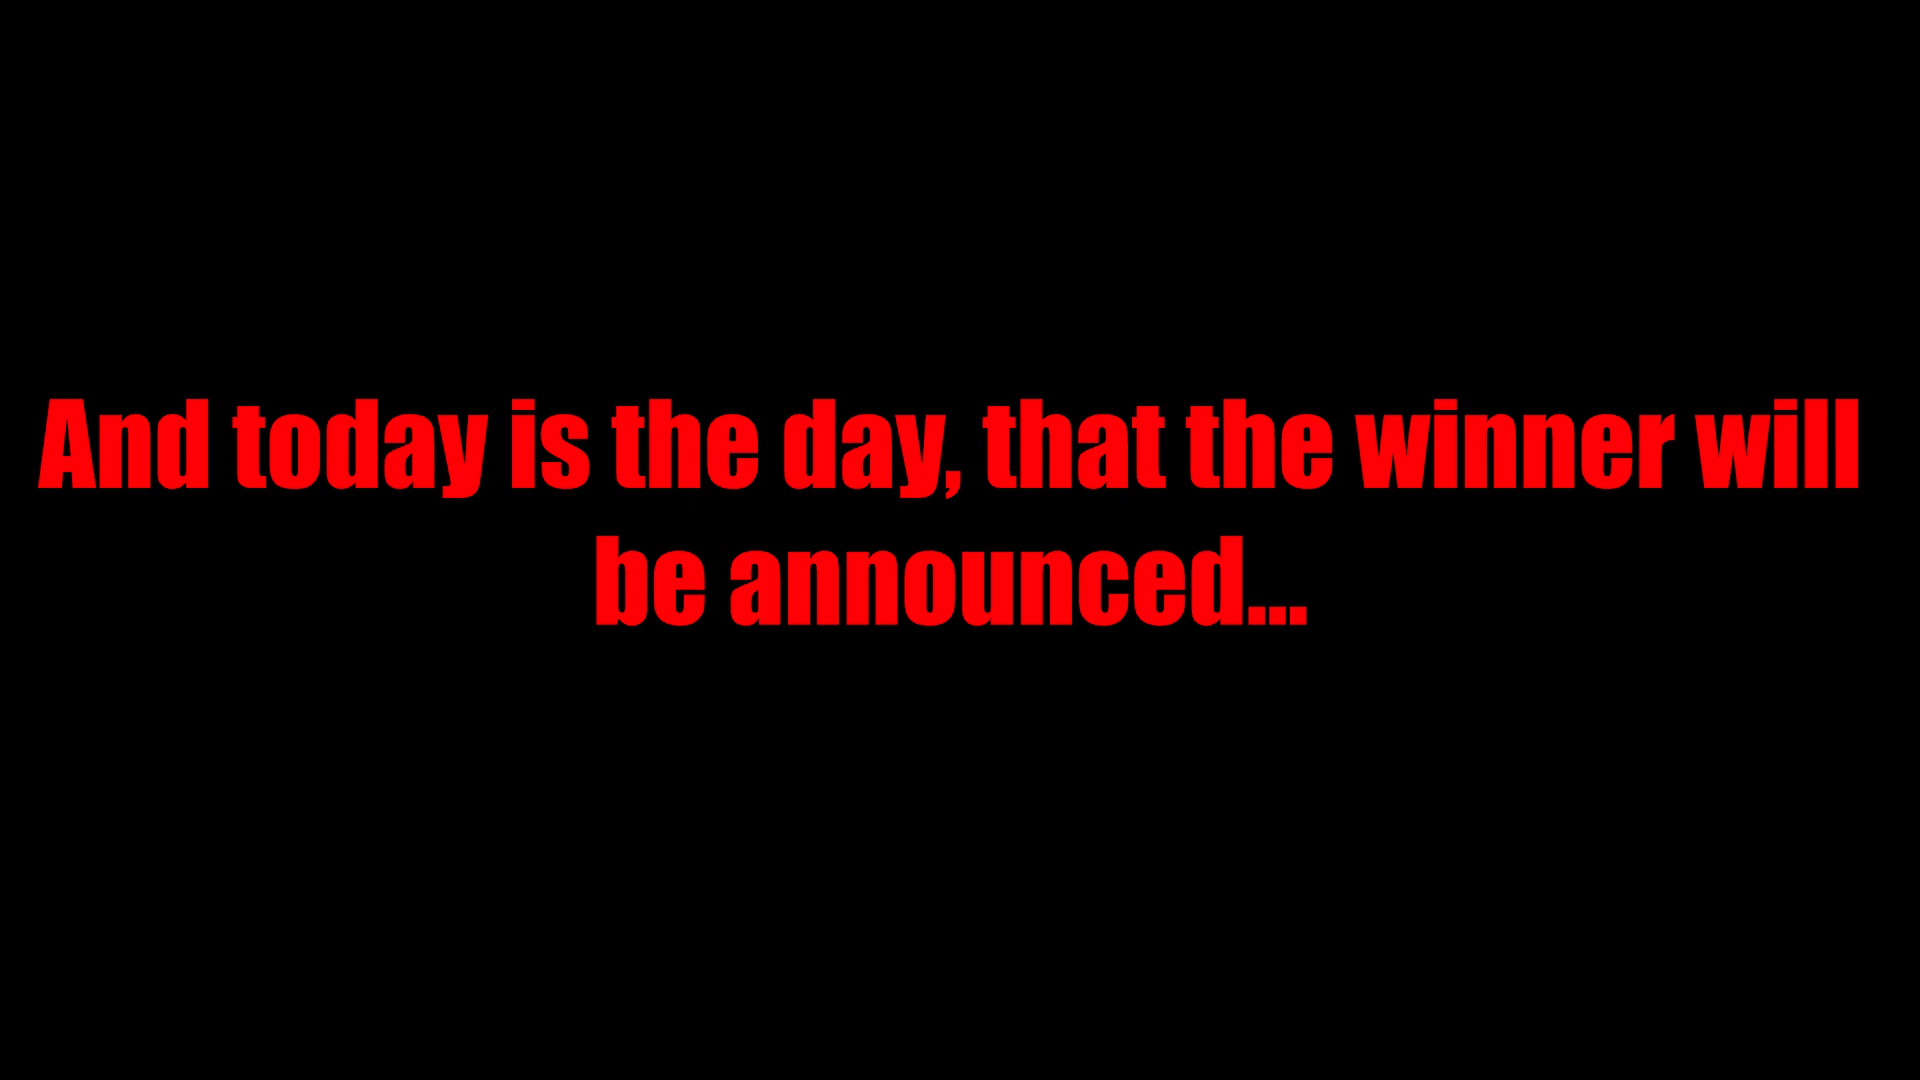 And today is the day, that the winner will
be announced...